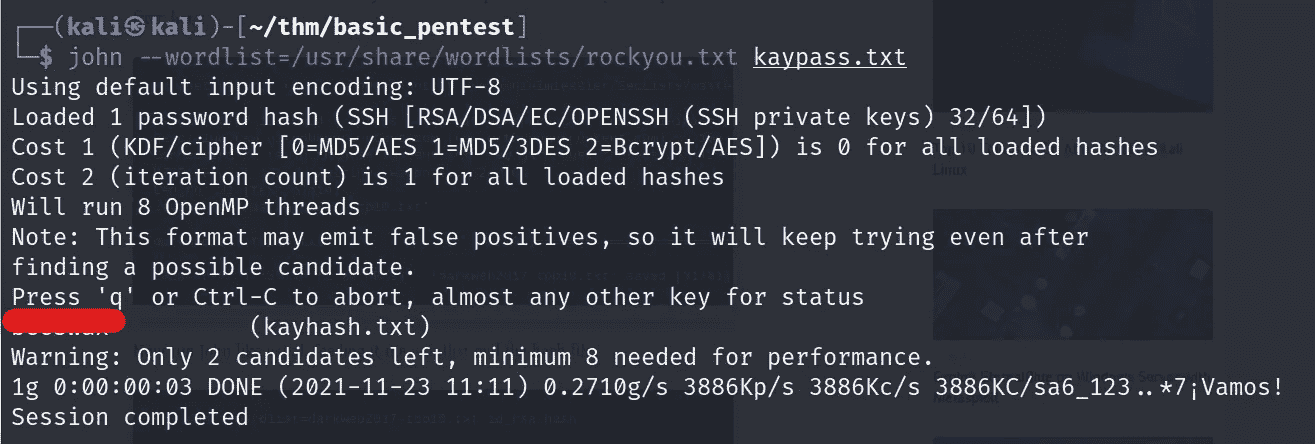 ┌──(kali㉿kali)-[~/thm/basic_pentest]
└─$ john --wordlist=/usr/share/wordlists/rockyou.txt kaypass.txt
Using default input encoding: UTF-8
Loaded 1 password hash (SSH [RSA/DSA/EC/OPENSSH (SSH private keys) 32/64])
Cost 1 (KDF/cipher [0=MD5/AES 1=MD5/3DES 2=Bcrypt/AES]) is 0 for all loaded hashes
Cost 2 (iteration count) is 1 for all loaded hashes
Will run 8 OpenMP threads
Note: This format may emit false positives, so it will keep trying even after
finding a possible candidate.
Press 'q' or Ctrl-C to abort, almost any other key for status
(kayhash.txt)
Warning: Only 2 candidates left, minimum 8 needed for performance.
1g 0:00:00:03 DONE (2021-11-23 11:11) 0.2710g/s 3886Kp/s 3886Kc/s 3886KC/sa6_123..*7¡Vamos!
Session completed